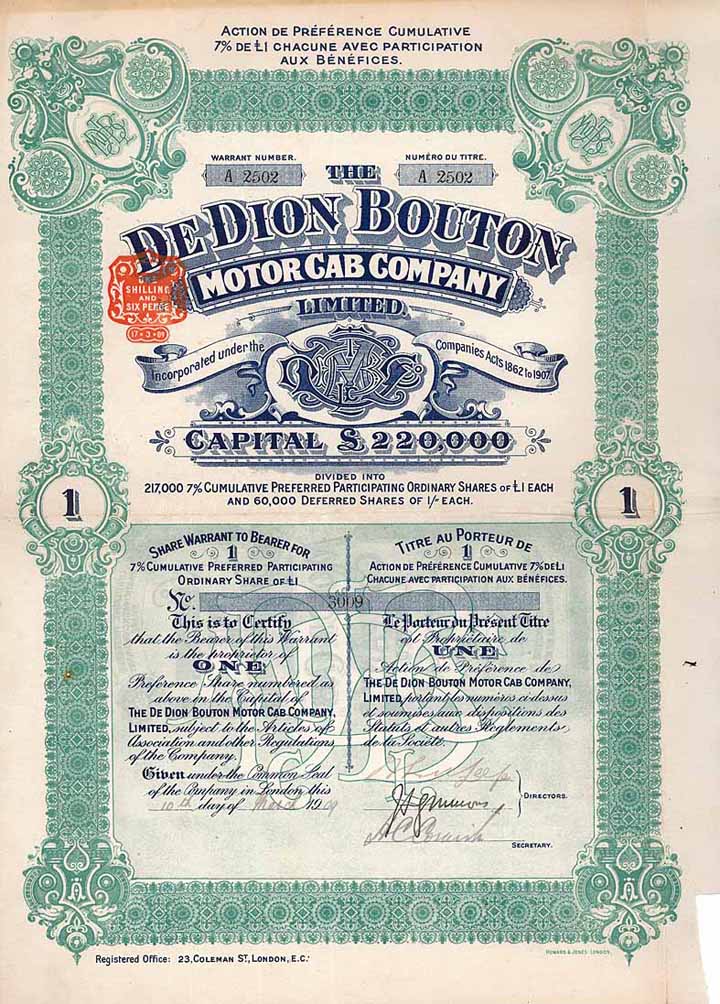 ACTION DE PRÉFÉRENCE CUMULATIVE
7% DE £1 CHACUNE AVEC PARTICIPATION
AUX BÉNÉFICES.
WARRANT NUMBER.
NUMÉRO DU TITRE.
A 2502
THE
A 2502
DE DION BOUTON
MOTOR CAB COMPANY
LIMITED.
SHILLING
AND
SIX PENCE
17·3·09
Incorporated under the
Companies Acts 1862 to 1907.
CAPITAL £220,000
DIVIDED INTO
217,000 7% CUMULATIVE PREFERRED PARTICIPATING ORDINARY SHARES OF £1 EACH
AND 60,000 DEFERRED SHARES OF 1/- EACH.
1
1
SHARE WARRANT TO BEARER FOR
1
7% CUMULATIVE PREFERRED PARTICIPATING
ORDINARY SHARE OF £1
TITRE AU PORTEUR DE
1
ACTION DE PRÉFÉRENCE CUMULATIVE 7% DE £1
CHACUNE AVEC PARTICIPATION AUX BÉNÉFICES.
No. 3009
This is to Certify
that the Bearer of this Warrant
is the proprietor of
ONE
Preference Share numbered as
above in the Capital of
THE DE DION BOUTON MOTOR CAB COMPANY,
LIMITED, subject to the Articles of
Association and other Regulations
of the Company.
Given under the Common Seal
of the Company in London this
10th day of March 1909
Le Porteur du Présent Titre
est Propriétaire de
UNE
Action de Préférence de
THE DE DION BOUTON MOTOR CAB COMPANY,
LIMITED, portant les numéros ci-dessus
et soumises aux dispositions des
Statuts et autres Règlements
de la Société.
DIRECTORS.
SECRETARY.
Registered Office: 23, COLEMAN ST, LONDON, E.C.
HOWARD & JONES LONDON.